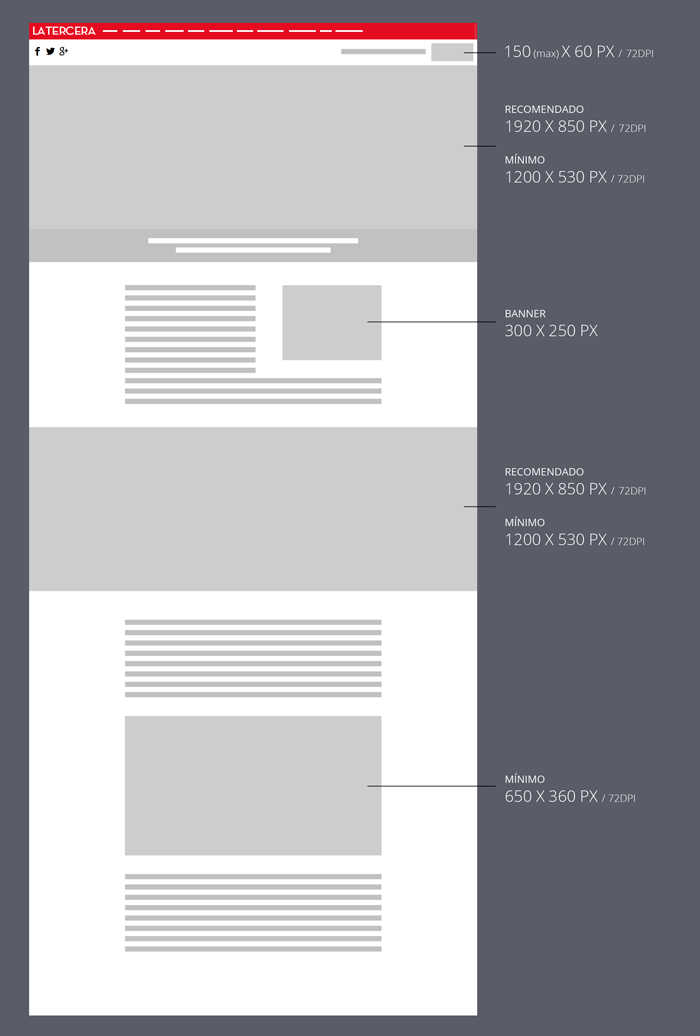 LATERCERA
f g+
150 (max) X 60 PX / 72DPI
RECOMENDADO
1920 X 850 PX / 72DPI
MÍNIMO
1200 X 530 PX / 72DPI
BANNER
300 X 250 PX
RECOMENDADO
1920 X 850 PX / 72DPI
MÍNIMO
1200 X 530 PX / 72DPI
MÍNIMO
650 X 360 PX / 72DPI